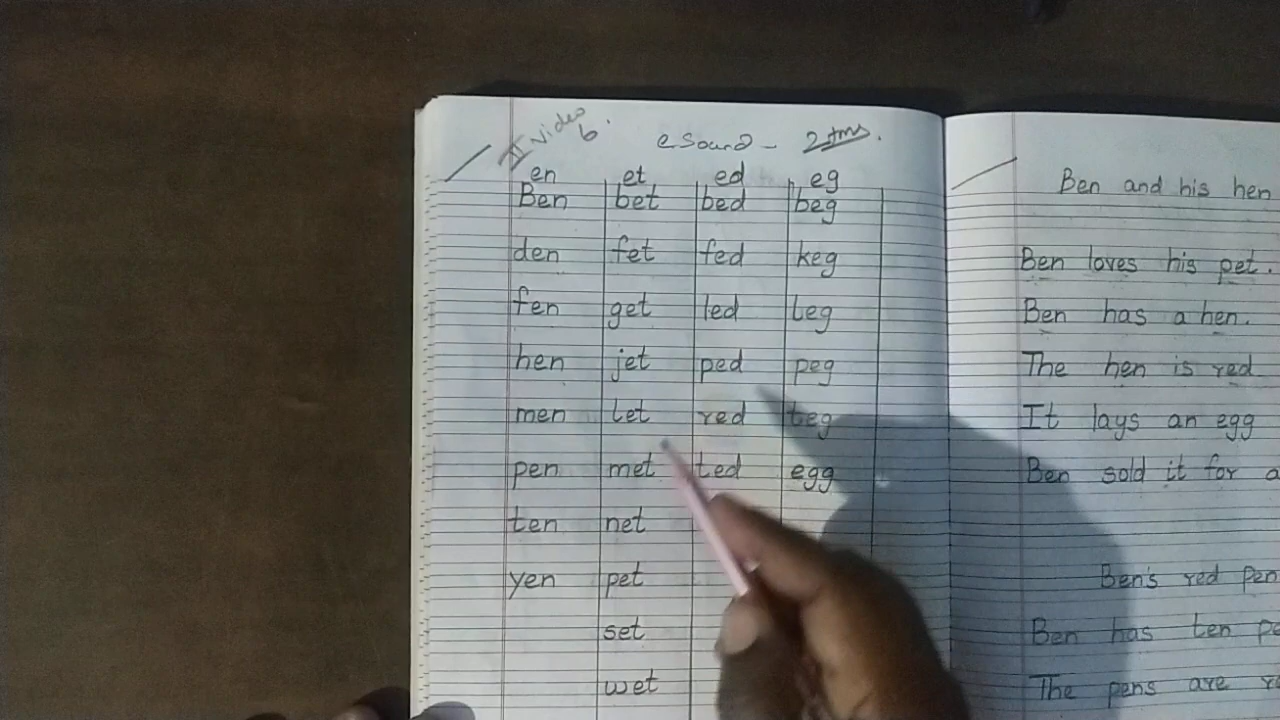 II Video 6.
e Sound - 2 tms.
en et ed eg
Ben bet bed beg
den fet fed keg
fen get led leg
hen jet ped peg
men let red teg
pen met ted egg
ten net
yen pet
set
wet
Ben and his hen
Ben loves his pet.
Ben has a hen.
The hen is red
It lays an egg
Ben sold it for a
Ben's red pen
Ben has ten
The pens are